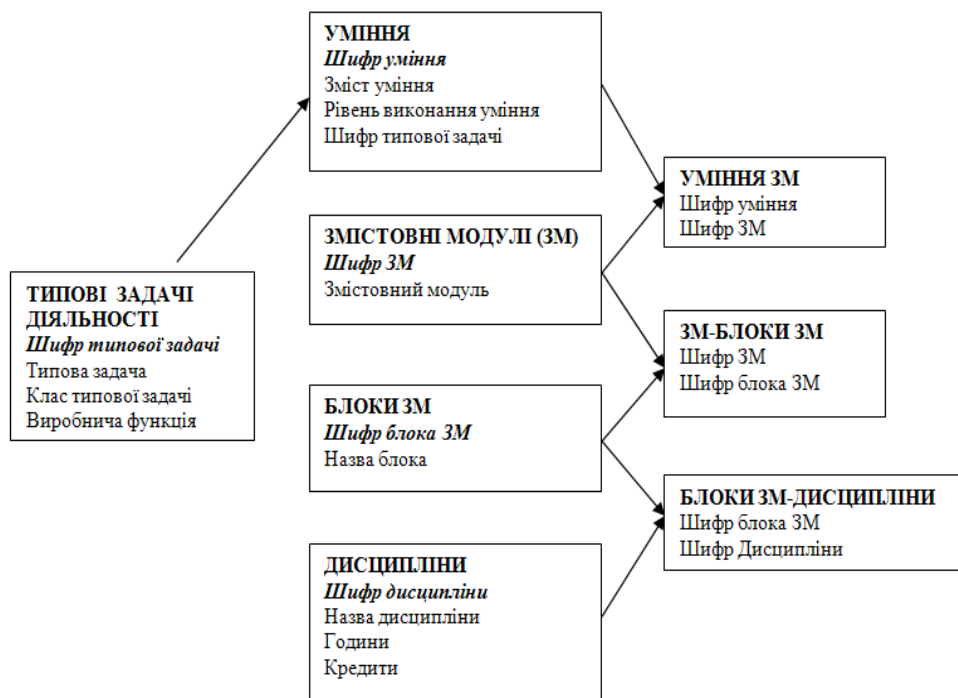 УМІННЯ
Шифр уміння
Зміст уміння
Рівень виконання уміння
Шифр типової задачі
УМІННЯ ЗМ
Шифр уміння
Шифр ЗМ
ЗМІСТОВНІ МОДУЛІ (ЗМ)
Шифр ЗМ
Змістовний модуль
ТИПОВІ ЗАДАЧІ
ДІЯЛЬНОСТІ
Шифр типової задачі
Типова задача
Клас типової задачі
Виробнича функція
ЗМ-БЛОКИ ЗМ
Шифр ЗМ
Шифр блока ЗМ
БЛОКИ ЗМ
Шифр блока ЗМ
Назва блока
БЛОКИ ЗМ-ДИСЦИПЛІНИ
Шифр блока ЗМ
Шифр Дисципліни
ДИСЦИПЛІНИ
Шифр дисципліни
Назва дисципліни
Години
Кредити